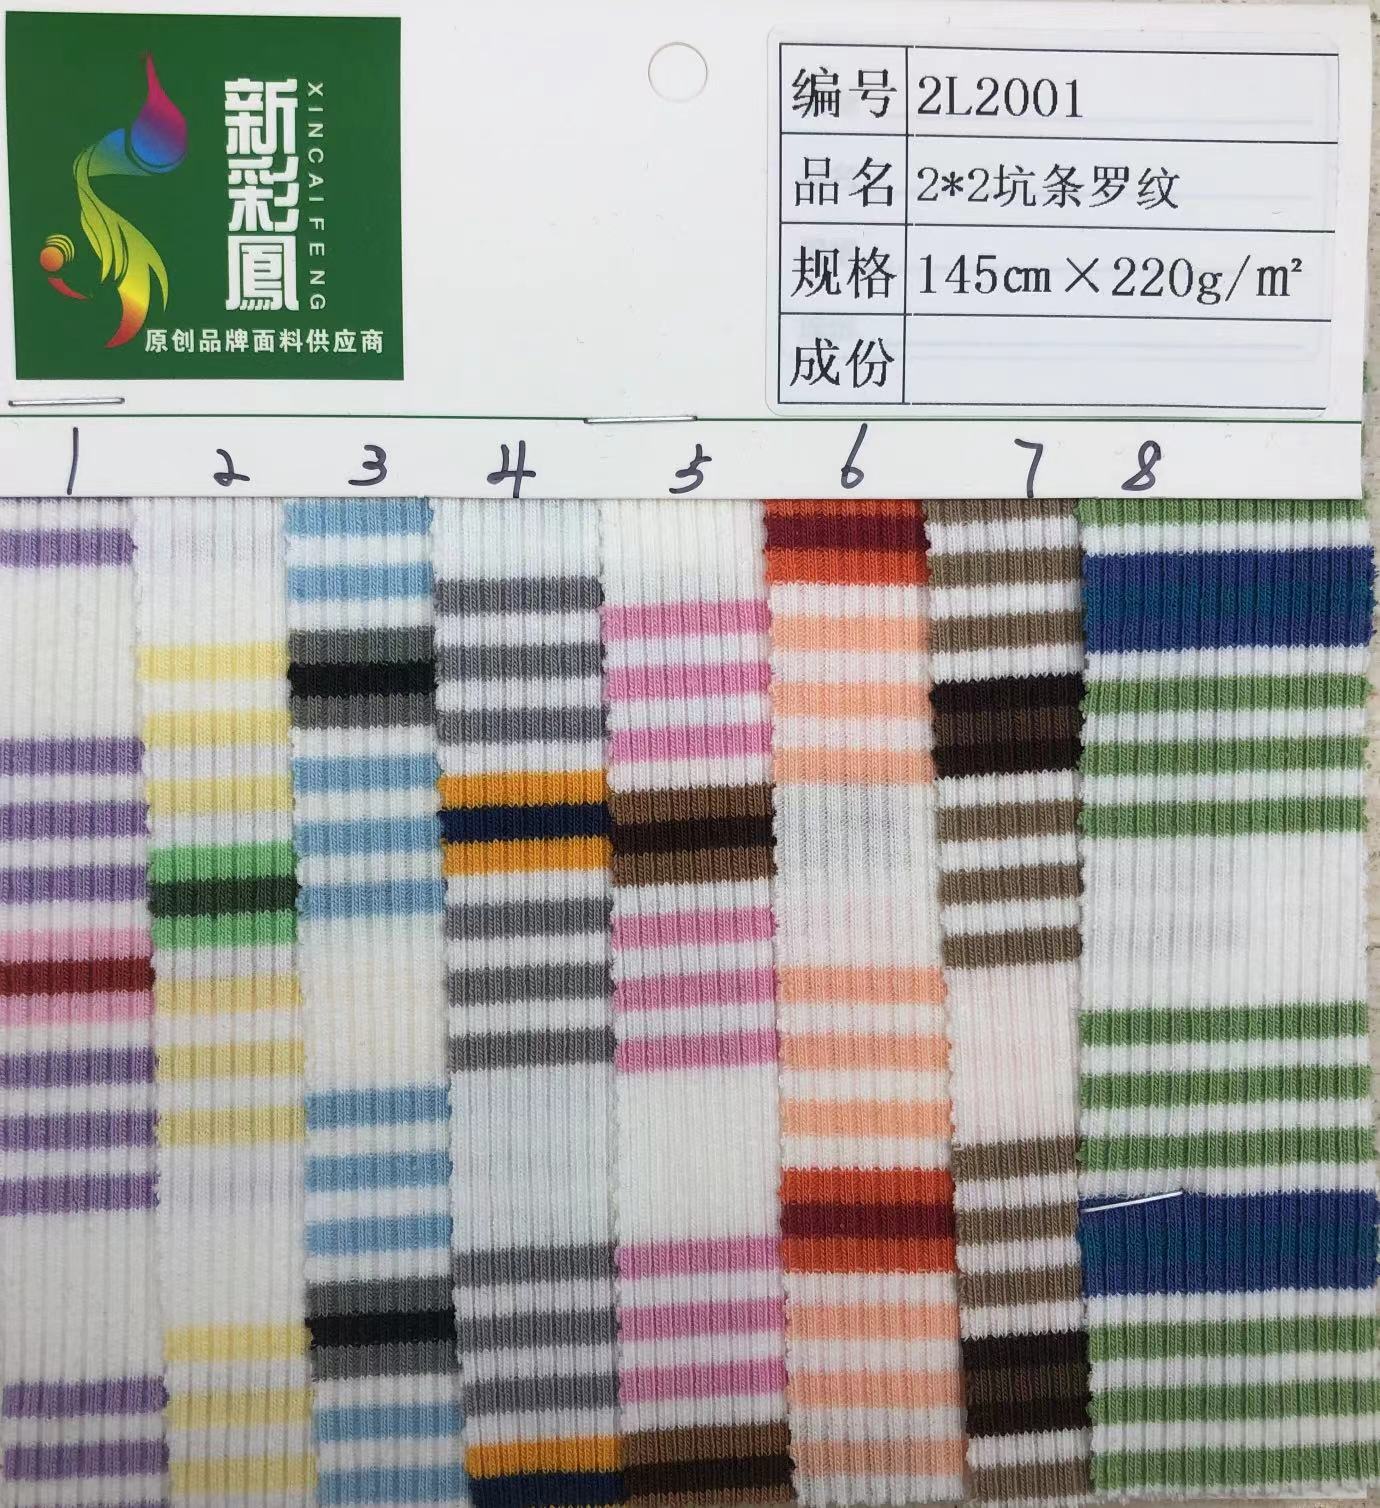 新彩鳳
XINCAIFENG
原创品牌面料供应商
编号 2L2001
品名 2*2坑条罗纹
规格 145cm×220g/m²
成份
1 2 3 4 5 6 7 8